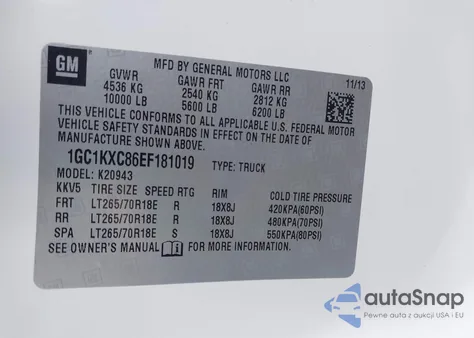 GM
MFD BY GENERAL MOTORS LLC
11/13
GVWR GAWR FRT GAWR RR
4536 KG 2540 KG 2812 KG
10000 LB 5600 LB 6200 LB
THIS VEHICLE CONFORMS TO ALL APPLICABLE U.S. FEDERAL MOTOR
VEHICLE SAFETY STANDARDS IN EFFECT ON THE DATE OF
MANUFACTURE SHOWN ABOVE.
1GC1KXC86EF181019 TYPE: TRUCK
MODEL: K20943
KKV5 TIRE SIZE SPEED RTG RIM COLD TIRE PRESSURE
FRT LT265/70R18E R 18X8J 420KPA(60PSI)
RR LT265/70R18E R 18X8J 480KPA(70PSI)
SPA LT265/70R18E S 18X8J 550KPA(80PSI)
SEE OWNER'S MANUAL FOR MORE INFORMATION.
autoSnap
Pewne auta z aukcji USA i EU